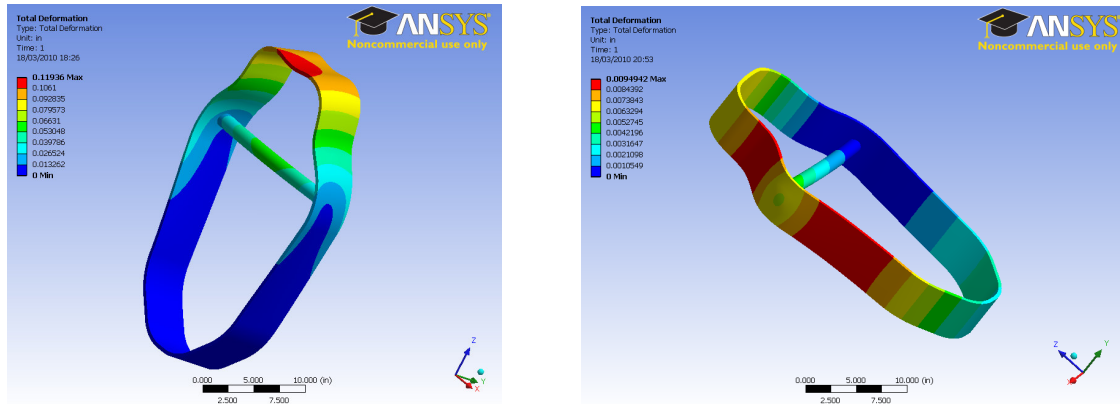 Total Deformation
Type: Total Deformation
Unit: in
Time: 1
18/03/2010 18:26
0.11936 Max
0.1061
0.092835
0.079573
0.06631
0.053048
0.039786
0.026524
0.013262
0 Min
ANSYS
Noncommercial use only
0.000 5.000 10.000 (in)
2.500 7.500
Z
Y
X
Total Deformation
Type: Total Deformation
Unit: in
Time: 1
18/03/2010 20:53
0.0094942 Max
0.0084392
0.0073843
0.0063294
0.0052745
0.0042196
0.0031647
0.0021098
0.0010549
0 Min
ANSYS
Noncommercial use only
0.000 5.000 10.000 (in)
2.500 7.500
Z
Y
X